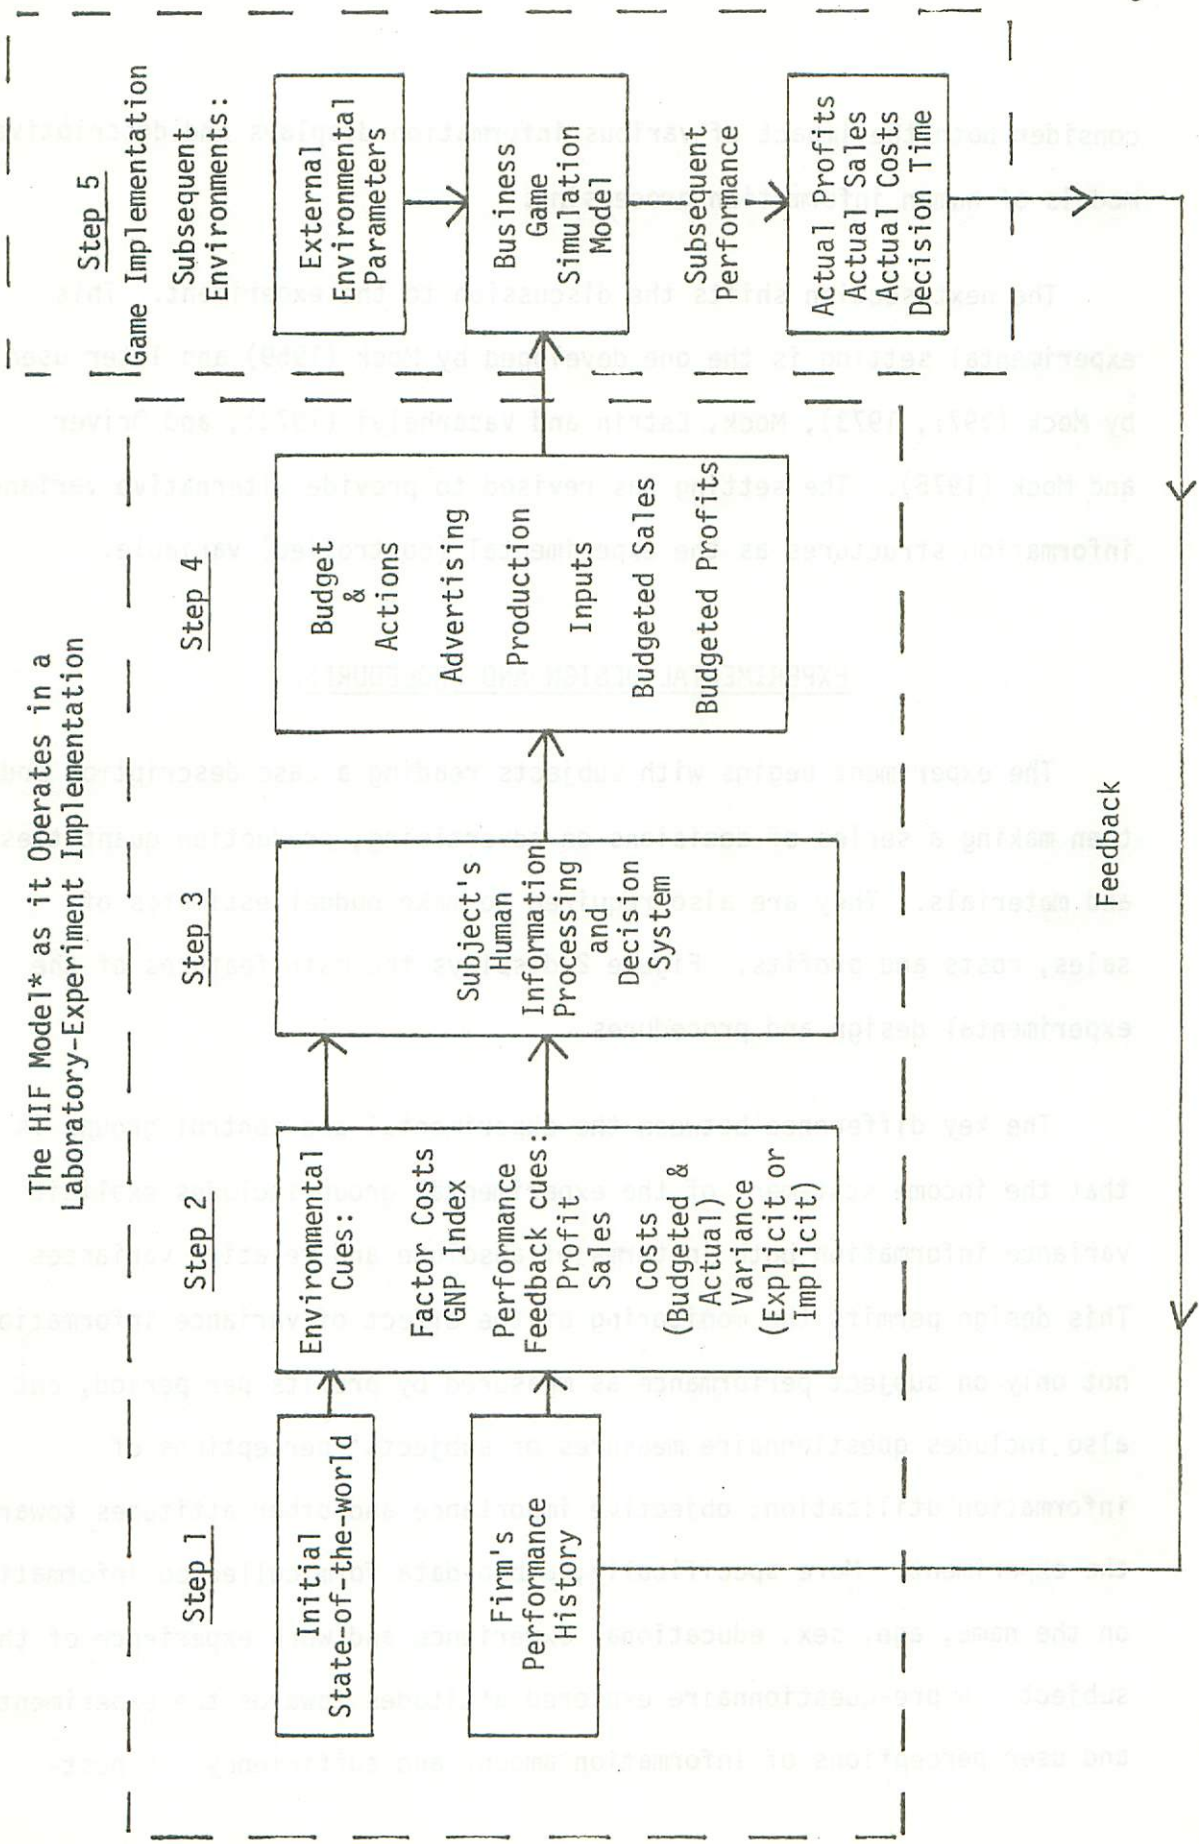 The HIF Model* as it Operates in a
Laboratory-Experiment Implementation
Step 1
Initial
State-of-the-world
Firm's
Performance
History
Step 2
Environmental
Cues:
Factor Costs
GNP Index
Performance
Feedback cues:
Profit
Sales
Costs
(Budgeted &
Actual)
Variance
(Explicit or
Implicit)
Step 3
Subject's
Human
Information
Processing
and
Decision
System
Step 4
Budget
&
Actions
Advertising
Production
Inputs
Budgeted Sales
Budgeted Profits
Step 5
Game Implementation
Subsequent
Environments:
External
Environmental
Parameters
Business
Game
Simulation
Model
Subsequent
Performance
Actual Profits
Actual Sales
Actual Costs
Decision Time
Feedback